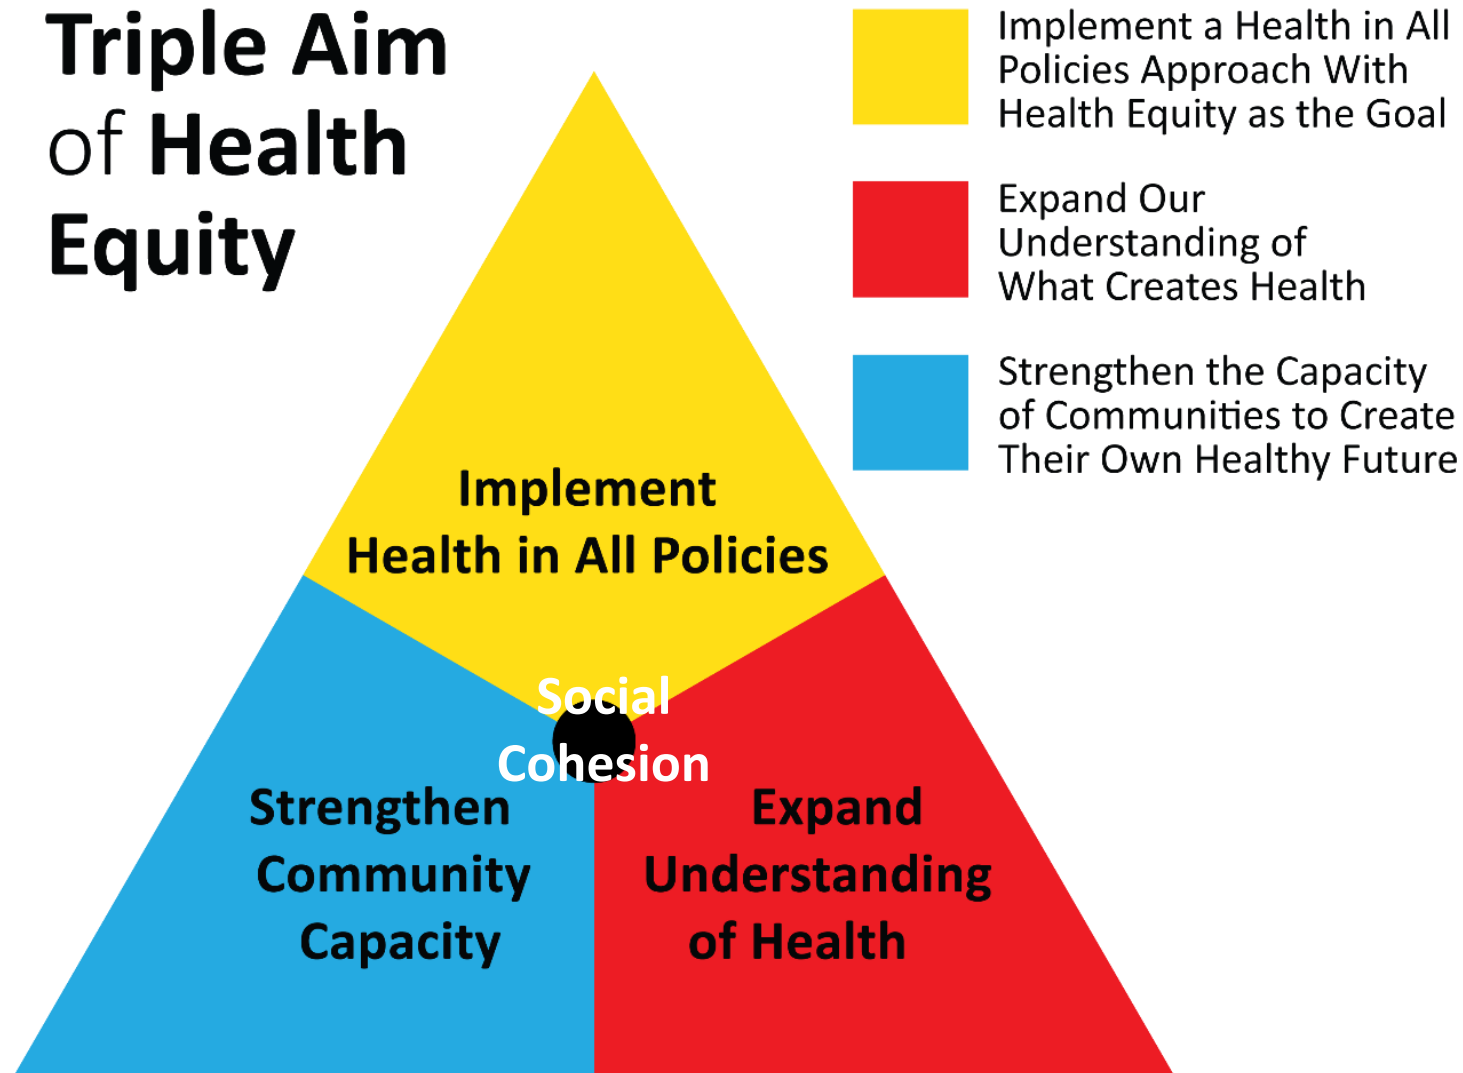 Triple Aim
of Health
Equity
Implement a Health in All
Policies Approach With
Health Equity as the Goal
Expand Our
Understanding of
What Creates Health
Strengthen the Capacity
of Communities to Create
Their Own Healthy Future
Implement
Health in All Policies
Social
Cohesion
Strengthen
Community
Capacity
Expand
Understanding
of Health